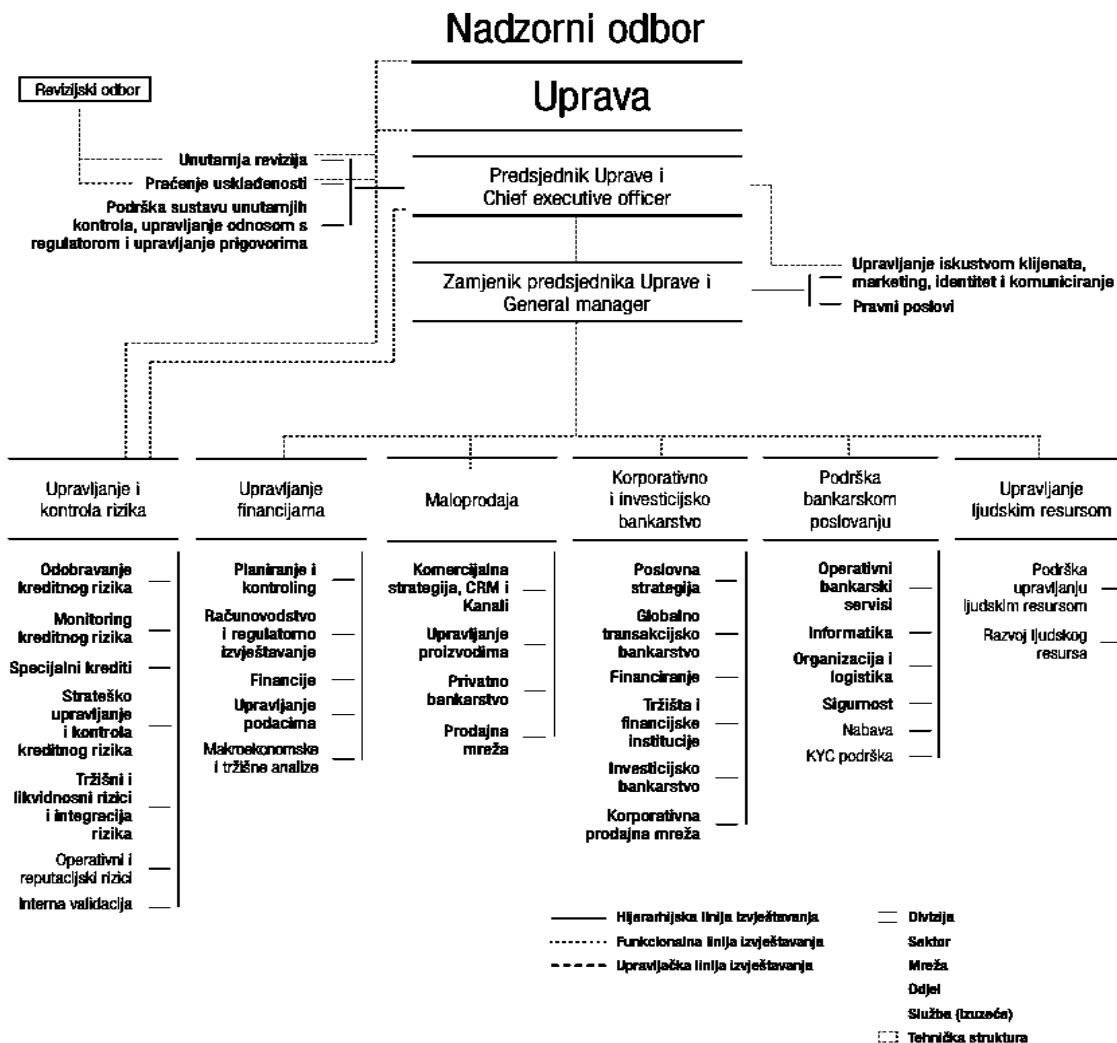 Nadzorni odbor
Uprava
Revizijski odbor
Unutarnja revizija
Praćenje usklađenosti
Podrška sustavu unutarnjih
kontrola, upravljanje odnosom s
regulatorom i upravljanje prigovorima
Predsjednik Uprave i
Chief executive officer
Zamjenik predsjednika Uprave i
General manager
Upravljanje iskustvom klijenata,
marketing, identitet i komuniciranje
Pravni poslovi
Upravljanje i
kontrola rizika
Odobravanje
kreditnog rizika
Monitoring
kreditnog rizika
Specijalni krediti
Strateško
upravljanje
i kontrola
kreditnog rizika
Tržišni i
likvidnosni rizici
i integracija
rizika
Operativni i
reputacijski rizici
Interna validacija
Upravljanje
financijama
Planiranje i
kontroling
Računovodstvo
i regulatorno
izvještavanje
Financije
Upravljanje
podacima
Makroekonomske
i tržišne analize
Maloprodaja
Komercijalna
strategija, CRM i
Kanali
Upravljanje
proizvodima
Privatno
bankarstvo
Prodajna
mreža
Korporativno
i investicijsko
bankarstvo
Poslovna
strategija
Globalno
transakcijsko
bankarstvo
Financiranje
Tržišta i
financijske
institucije
Investicijsko
bankarstvo
Korporativna
prodajna mreža
Podrška
bankarskom
poslovanju
Operativni
bankarski
servisi
Informatika
Organizacija i
logistika
Sigurnost
Nabava
KYC podrška
Upravljanje
ljudskim resursom
Podrška
upravljanju
ljudskim resursom
Razvoj ljudskog
resursa
Hijerarhijska linija izvještavanja
Funkcionalna linija izvještavanja
Upravljačka linija izvještavanja
Divizija
Sektor
Mreža
Odjel
Služba (izuzeća)
Tehnička struktura